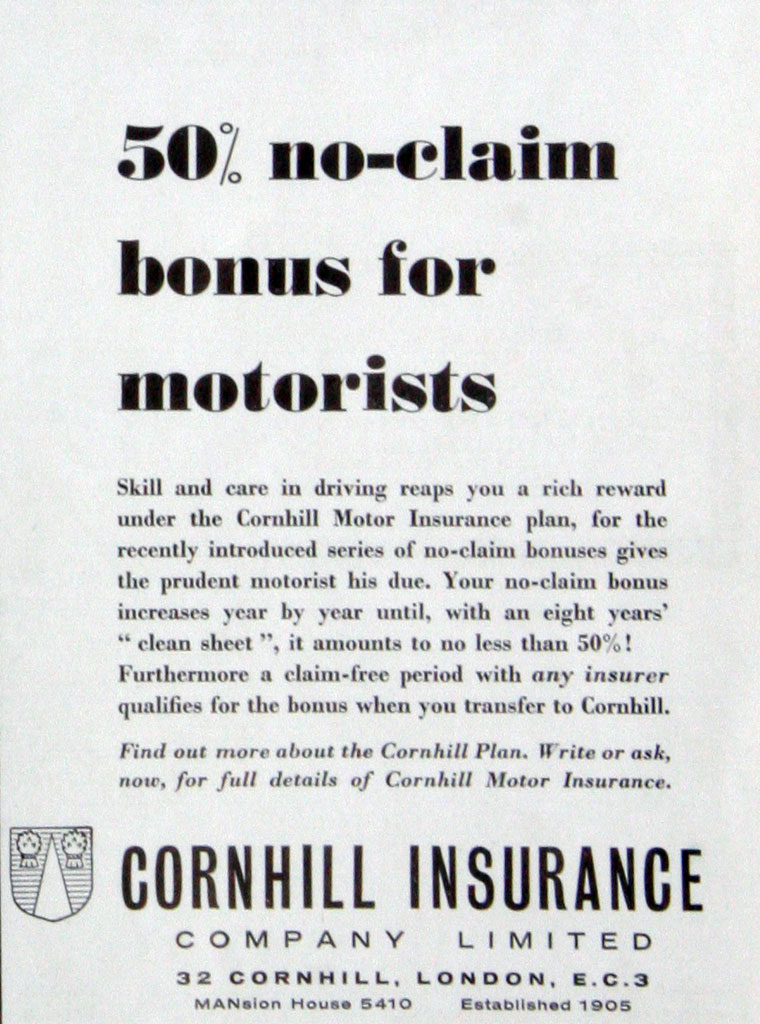 50% no-claim
bonus for
motorists
Skill and care in driving reaps you a rich reward
under the Cornhill Motor Insurance plan, for the
recently introduced series of no-claim bonuses gives
the prudent motorist his due. Your no-claim bonus
increases year by year until, with an eight years’
“ clean sheet ”, it amounts to no less than 50%!
Furthermore a claim-free period with any insurer
qualifies for the bonus when you transfer to Cornhill.
Find out more about the Cornhill Plan. Write or ask,
now, for full details of Cornhill Motor Insurance.
CORNHILL INSURANCE
COMPANY LIMITED
32 CORNHILL, LONDON, E.C.3
MANsion House 5410 Established 1905